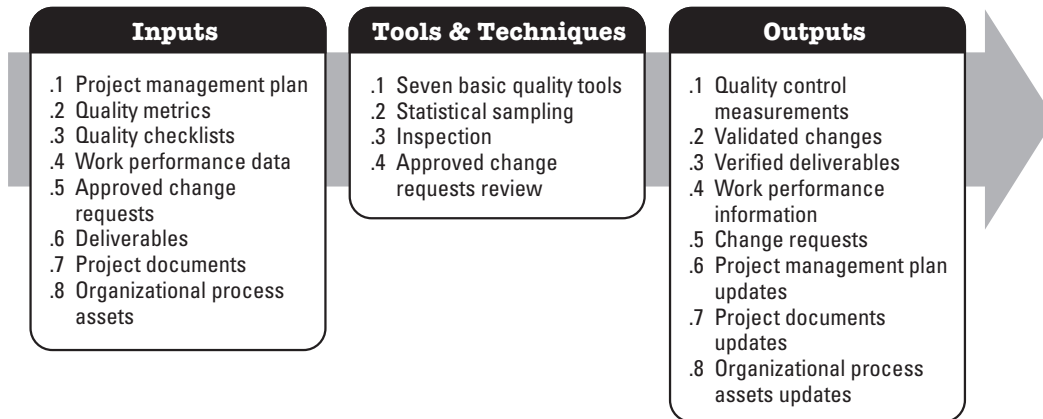 Inputs
.1 Project management plan
.2 Quality metrics
.3 Quality checklists
.4 Work performance data
.5 Approved change
requests
.6 Deliverables
.7 Project documents
.8 Organizational process
assets
Tools & Techniques
.1 Seven basic quality tools
.2 Statistical sampling
.3 Inspection
.4 Approved change
requests review
Outputs
.1 Quality control
measurements
.2 Validated changes
.3 Verified deliverables
.4 Work performance
information
.5 Change requests
.6 Project management plan
updates
.7 Project documents
updates
.8 Organizational process
assets updates